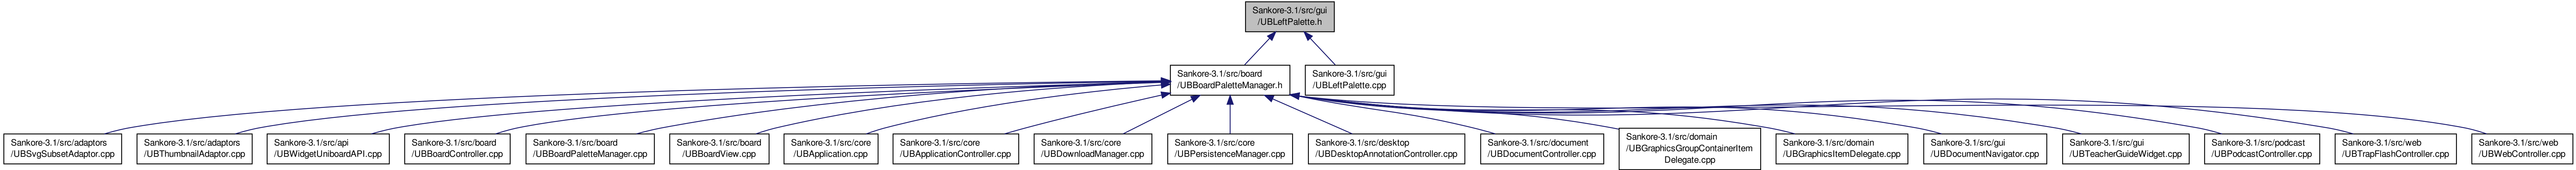 Sankore-3.1/src/gui
/UBLeftPalette.h
Sankore-3.1/src/board
/UBBoardPaletteManager.h
Sankore-3.1/src/gui
/UBLeftPalette.cpp
Sankore-3.1/src/adaptors
/UBSvgSubsetAdaptor.cpp
Sankore-3.1/src/adaptors
/UBThumbnailAdaptor.cpp
Sankore-3.1/src/api
/UBWidgetUniboardAPI.cpp
Sankore-3.1/src/board
/UBBoardController.cpp
Sankore-3.1/src/board
/UBBoardPaletteManager.cpp
Sankore-3.1/src/board
/UBBoardView.cpp
Sankore-3.1/src/core
/UBApplication.cpp
Sankore-3.1/src/core
/UBApplicationController.cpp
Sankore-3.1/src/core
/UBDownloadManager.cpp
Sankore-3.1/src/core
/UBPersistenceManager.cpp
Sankore-3.1/src/desktop
/UBDesktopAnnotationController.cpp
Sankore-3.1/src/document
/UBDocumentController.cpp
Sankore-3.1/src/domain
/UBGraphicsGroupContainerItem
Delegate.cpp
Sankore-3.1/src/domain
/UBGraphicsItemDelegate.cpp
Sankore-3.1/src/gui
/UBDocumentNavigator.cpp
Sankore-3.1/src/gui
/UBTeacherGuideWidget.cpp
Sankore-3.1/src/podcast
/UBPodcastController.cpp
Sankore-3.1/src/web
/UBTrapFlashController.cpp
Sankore-3.1/src/web
/UBWebController.cpp